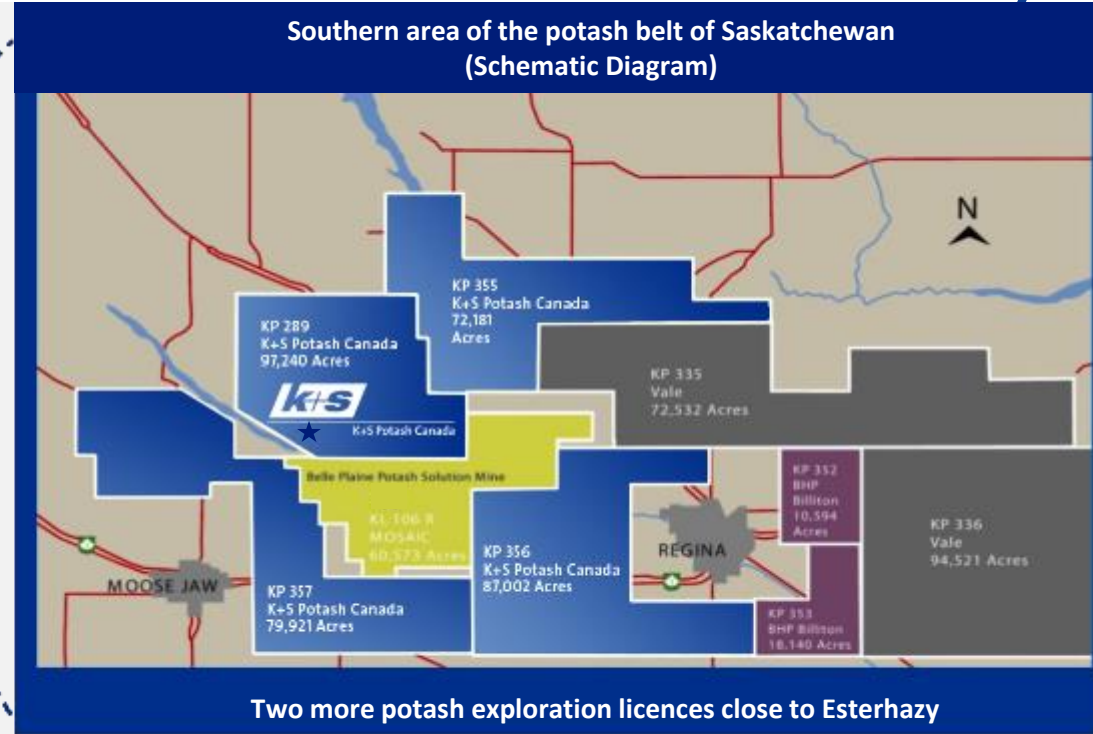 Southern area of the potash belt of Saskatchewan
(Schematic Diagram)
N
KP 355
K+S Potash Canada
72,181
Acres
KP 289
K+S Potash Canada
97,240 Acres
K+S
K+S Potash Canada
KP 335
Vale
72,532 Acres
Belle Plaine Potash Solution Mine
KL 106 R
MOSAIC
60,573 Acres
KP 352
BHP
Billiton
10,594
Acres
KP 336
Vale
94,521 Acres
KP 356
K+S Potash Canada
87,002 Acres
REGINA
MOOSE JAW
KP 357
K+S Potash Canada
79,921 Acres
KP 353
BHP Billiton
18,140 Acres
Two more potash exploration licences close to Esterhazy